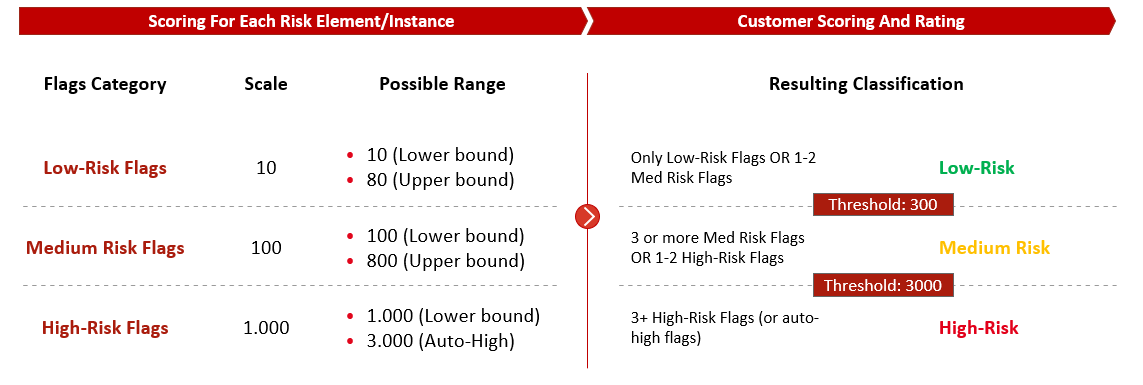 Scoring For Each Risk Element/Instance
Customer Scoring And Rating
Flags Category
Scale
Possible Range
Resulting Classification
Low-Risk Flags
10
• 10 (Lower bound)
• 80 (Upper bound)
Only Low-Risk Flags OR 1-2
Med Risk Flags
Low-Risk
Threshold: 300
Medium Risk Flags
100
• 100 (Lower bound)
• 800 (Upper bound)
3 or more Med Risk Flags
OR 1-2 High-Risk Flags
Medium Risk
Threshold: 3000
High-Risk Flags
1.000
• 1.000 (Lower bound)
• 3.000 (Auto-High)
3+ High-Risk Flags (or auto-
high flags)
High-Risk